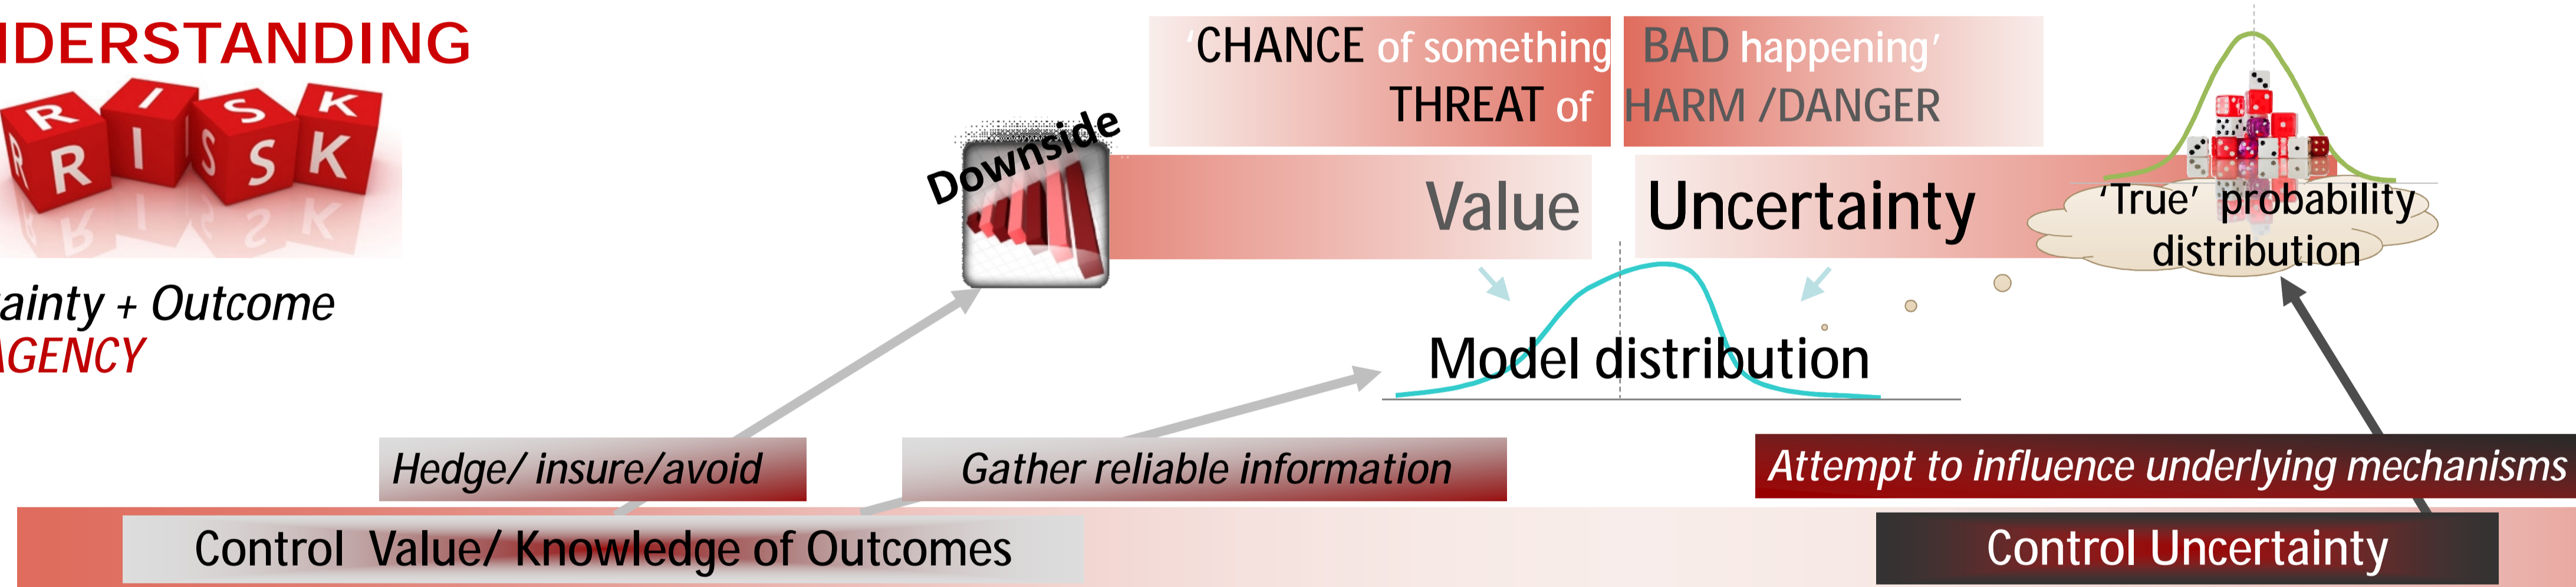 NDERSTANDING
R I S K
R I S S K
'CHANCE of something BAD happening'
THREAT of HARM /DANGER
Downside
Value Uncertainty
'True' probability
distribution
ainty + Outcome
AGENCY
Model distribution
Hedge/ insure/avoid
Gather reliable information
Attempt to influence underlying mechanisms
Control Value/ Knowledge of Outcomes
Control Uncertainty